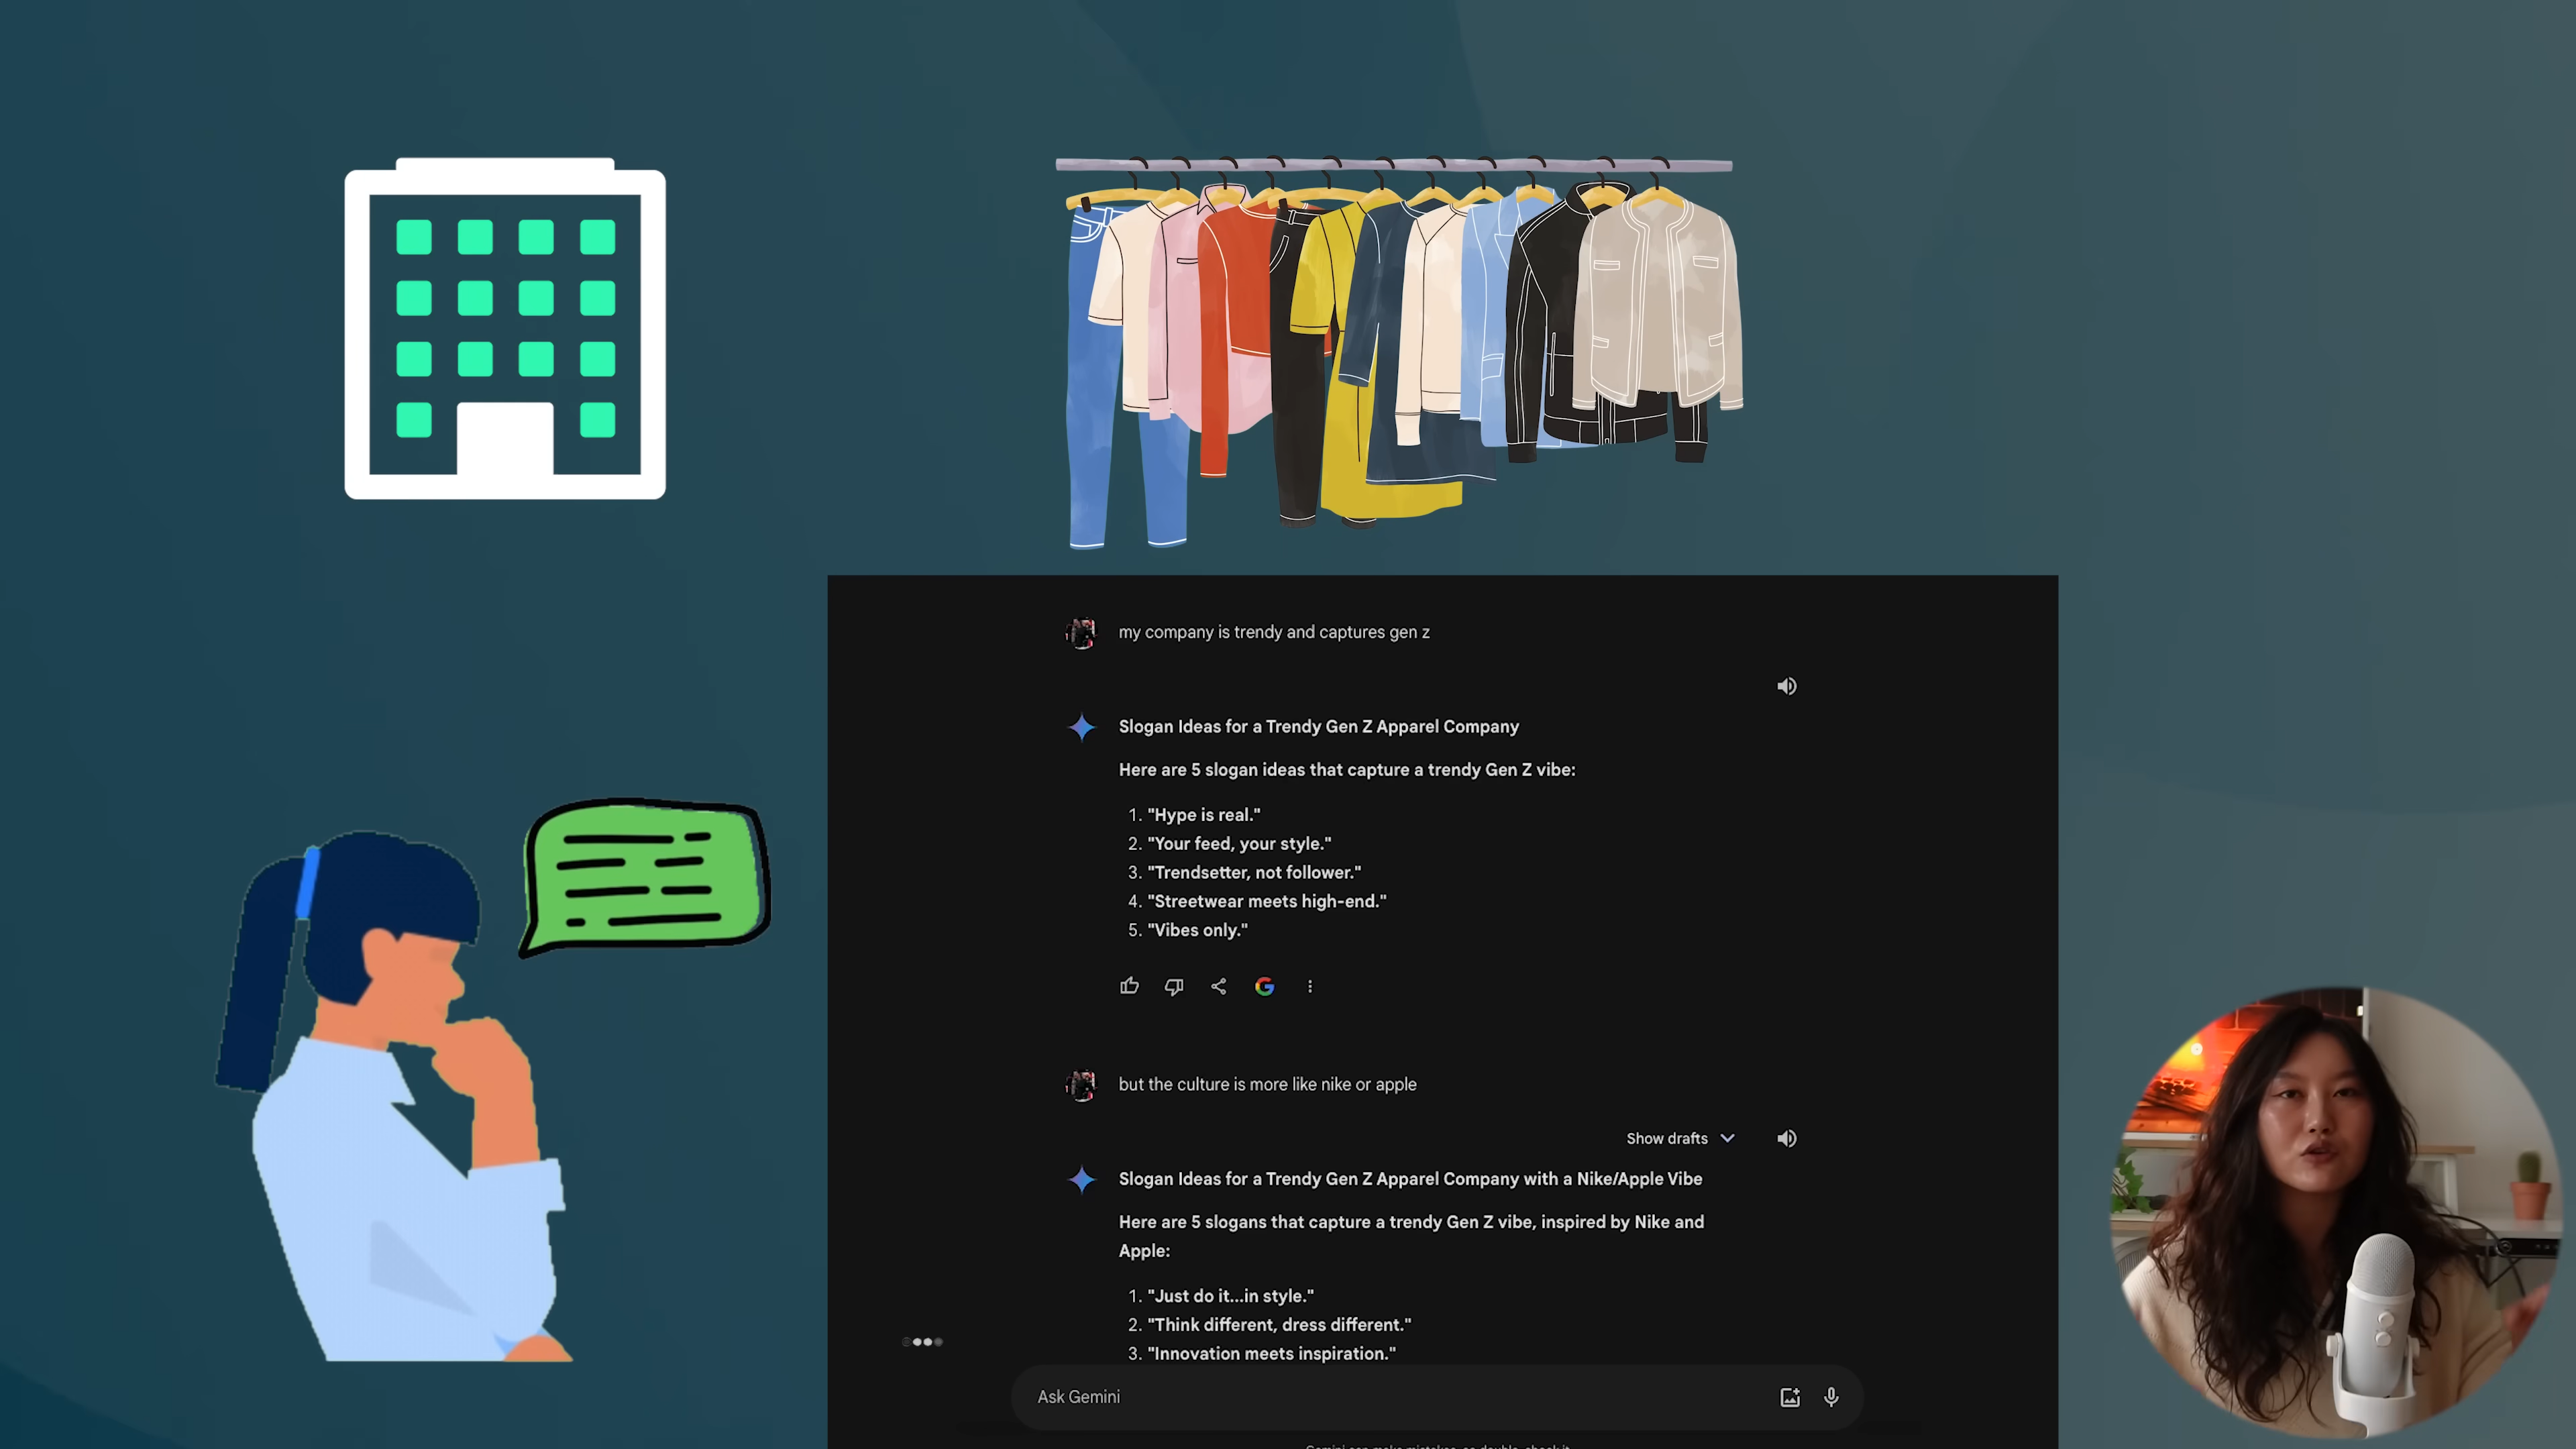 my company is trendy and captures gen z
Slogan Ideas for a Trendy Gen Z Apparel Company
Here are 5 slogan ideas that capture a trendy Gen Z vibe:
1. "Hype is real."
2. "Your feed, your style."
3. "Trendsetter, not follower."
4. "Streetwear meets high-end."
5. "Vibes only."
but the culture is more like nike or apple
Show drafts
Slogan Ideas for a Trendy Gen Z Apparel Company with a Nike/Apple Vibe
Here are 5 slogans that capture a trendy Gen Z vibe, inspired by Nike and
Apple:
1. "Just do it...in style."
2. "Think different, dress different."
3. "Innovation meets inspiration."
Ask Gemini